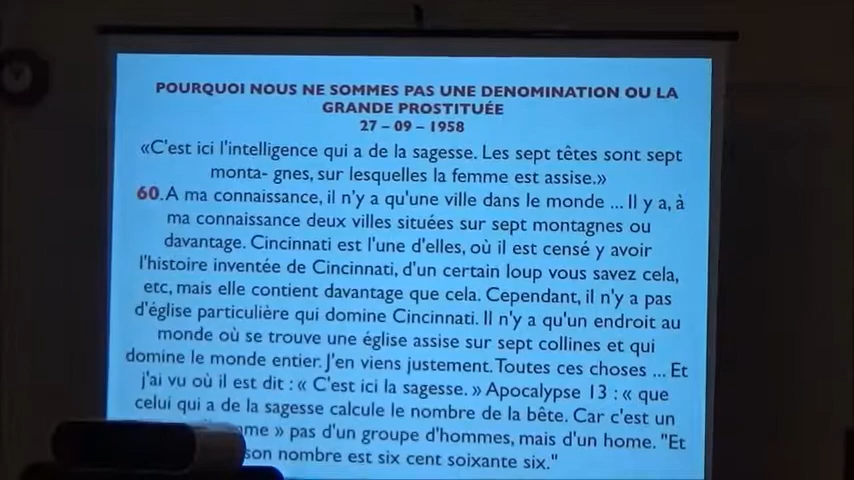 POURQUOI NOUS NE SOMMES PAS UNE DENOMINATION OU LA
GRANDE PROSTITUÉE
27 – 09 – 1958
«C'est ici l'intelligence qui a de la sagesse. Les sept têtes sont sept
monta- gnes, sur lesquelles la femme est assise.»
60. A ma connaissance, il n'y a qu'une ville dans le monde ... Il y a, à
ma connaissance deux villes situées sur sept montagnes ou
davantage. Cincinnati est l'une d'elles, où il est censé y avoir
l'histoire inventée de Cincinnati, d'un certain loup vous savez cela,
etc, mais elle contient davantage que cela. Cependant, il n'y a pas
d'église particulière qui domine Cincinnati. Il n'y a qu'un endroit au
monde où se trouve une église assise sur sept collines et qui
domine le monde entier. J'en viens justement. Toutes ces choses ... Et
j'ai vu où il est dit : « C'est ici la sagesse. » Apocalypse 13 : « que
celui qui a de la sagesse calcule le nombre de la bête. Car c'est un
» pas d'un groupe d'hommes, mais d'un home. "Et
son nombre est six cent soixante six."